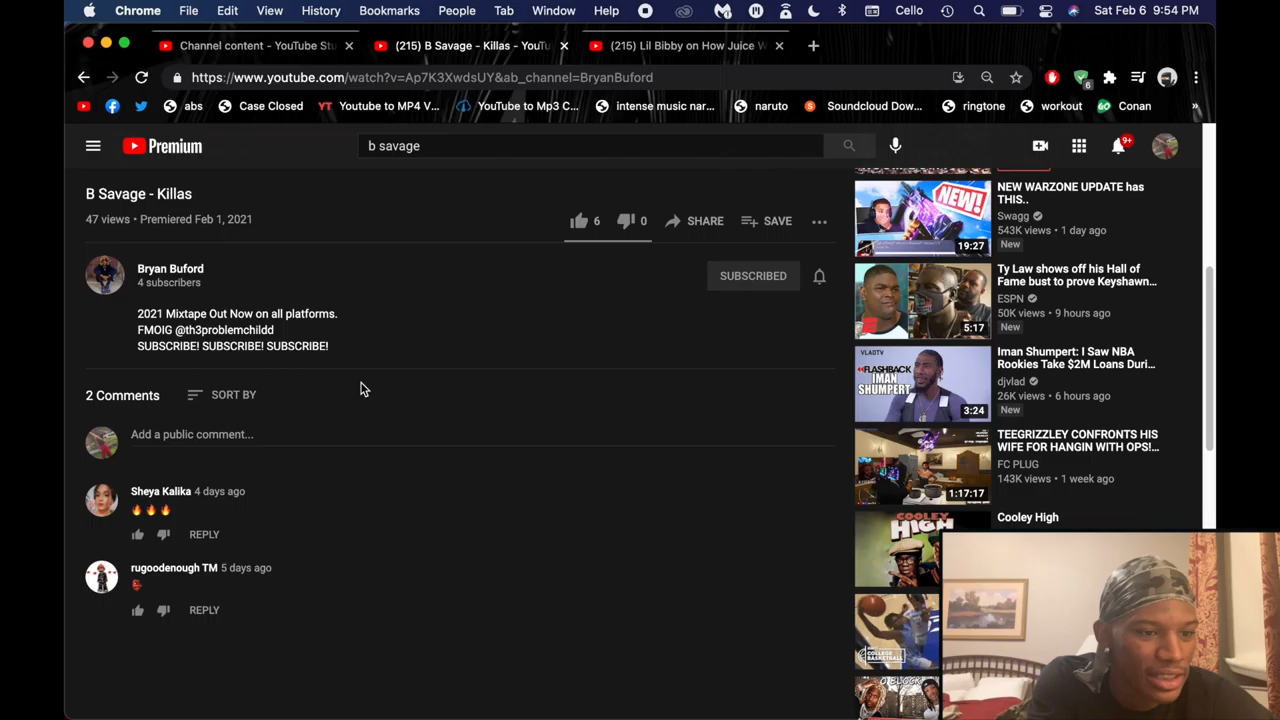 Chrome File Edit View History Bookmarks People Tab Window Help Cello Sat Feb 6 9:54 PM
Channel content - YouTube Stu
(215) B Savage - Killas - YouTu
(215) Lil Bibby on How Juice W
https://www.youtube.com/watch?v=Ap7K3XwdsUY&ab_channel=BryanBuford
6
abs
Case Closed
YT Youtube to MP4 V...
YouTube to Mp3 C...
intense music nar...
naruto
Soundcloud Dow...
ringtone
workout
GO Conan
»
Premium
b savage
9+
B Savage - Killas
47 views • Premiered Feb 1, 2021
6 0 SHARE SAVE
Bryan Buford
4 subscribers
SUBSCRIBED
2021 Mixtape Out Now on all platforms.
FMOIG @th3problemchildd
SUBSCRIBE! SUBSCRIBE! SUBSCRIBE!
2 Comments SORT BY
Add a public comment...
Sheya Kalika 4 days ago
REPLY
rugoodenough TM 5 days ago
REPLY
NEW!
19:27
NEW WARZONE UPDATE has
THIS..
Swagg
543K views • 1 day ago
New
5:17
Ty Law shows off his Hall of
Fame bust to prove Keyshawn...
ESPN
50K views • 9 hours ago
New
VLADTV
FLASHBACK
IMAN
SHUMPERT
3:24
Iman Shumpert: I Saw NBA
Rookies Take $2M Loans Duri...
djvlad
26K views • 6 hours ago
New
1:17:17
TEEGRIZZLEY CONFRONTS HIS
WIFE FOR HANGIN WITH OPS!...
FC PLUG
143K views • 1 week ago
COOLEY
HIGH
Cooley High
COLLEGE
BASKETBALL
O BLOCK